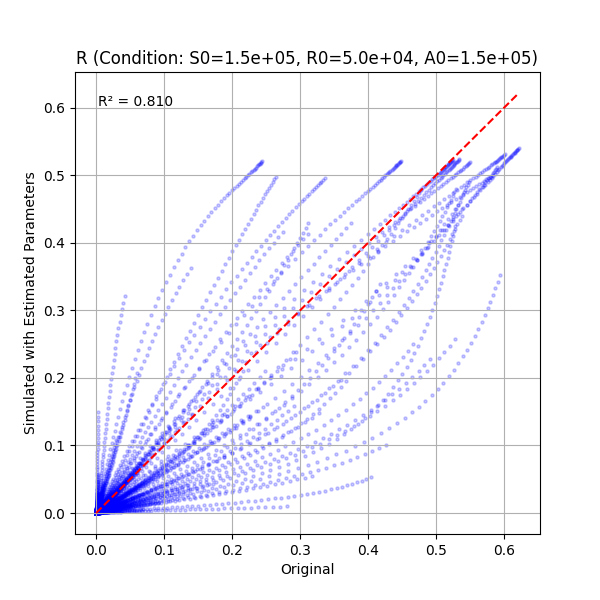 R (Condition: S0=1.5e+05, R0=5.0e+04, A0=1.5e+05)
R² = 0.810
0.6
0.5
0.4
0.3
0.2
0.1
0.0
Simulated with Estimated Parameters
0.0 0.1 0.2 0.3 0.4 0.5 0.6
Original